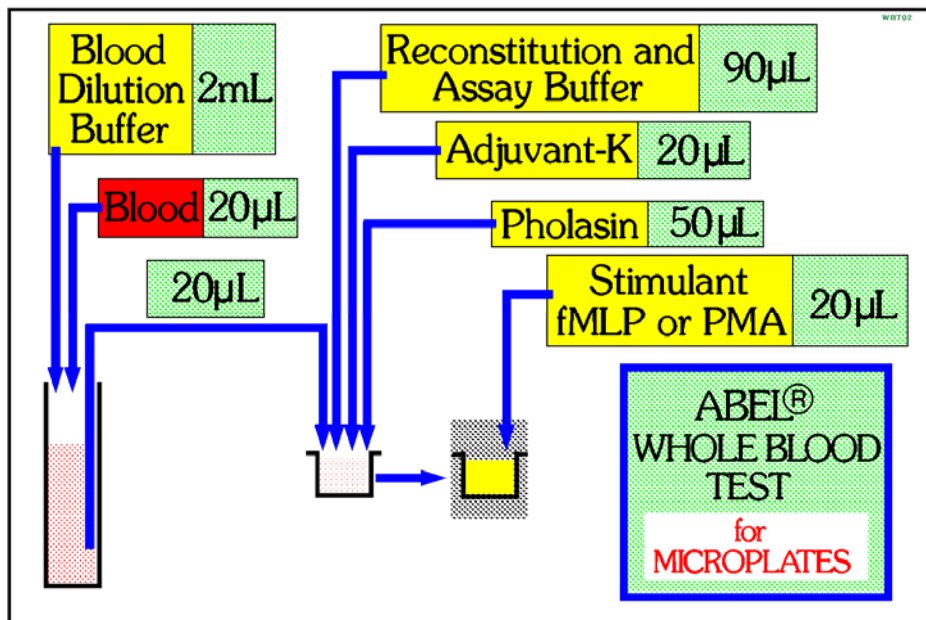 WBT02
Blood
Dilution
Buffer
2mL
Reconstitution and
Assay Buffer
90µL
Adjuvant-K
20µL
Blood
20µL
Pholasin
50µL
20µL
Stimulant
fMLP or PMA
20µL
ABEL®
WHOLE BLOOD
TEST
for
MICROPLATES